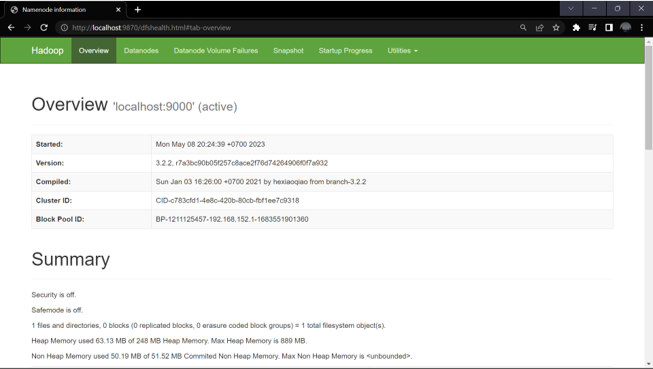 Namenode information
http://localhost:9870/dfshealth.html#tab-overview
Hadoop Overview Datanodes Datanode Volume Failures Snapshot Startup Progress Utilities
Overview 'localhost:9000' (active)
Started: Mon May 08 20:24:39 +0700 2023
Version: 3.2.2, r7a3bc90b05f257c8ace2f76d74264906f0f7a932
Compiled: Sun Jan 03 16:26:00 +0700 2021 by hexiaoqiao from branch-3.2.2
Cluster ID: CID-c783cfd1-4e8c-420b-80cb-fbf1ee7c9318
Block Pool ID: BP-1211125457-192.168.152.1-1683551901360
Summary
Security is off.
Safemode is off.
1 files and directories, 0 blocks (0 replicated blocks, 0 erasure coded block groups) = 1 total filesystem object(s).
Heap Memory used 63.13 MB of 248 MB Heap Memory. Max Heap Memory is 889 MB.
Non Heap Memory used 50.19 MB of 51.52 MB Commited Non Heap Memory. Max Non Heap Memory is <unbounded>.